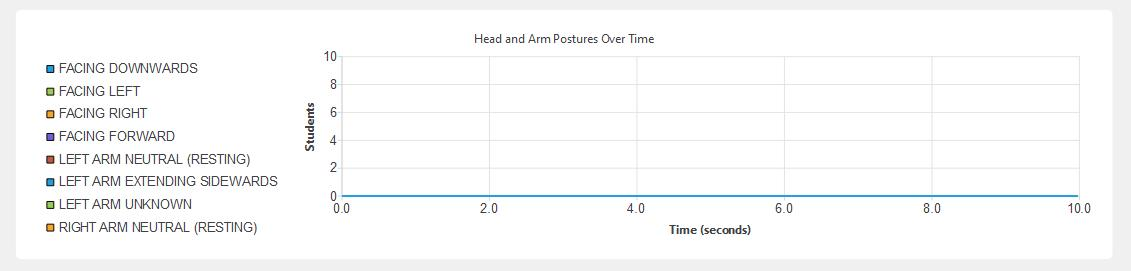 Head and Arm Postures Over Time
FACING DOWNWARDS
FACING LEFT
FACING RIGHT
FACING FORWARD
LEFT ARM NEUTRAL (RESTING)
LEFT ARM EXTENDING SIDEWARDS
LEFT ARM UNKNOWN
RIGHT ARM NEUTRAL (RESTING)
Students
10
8
6
4
2
0
0.0 2.0 4.0 6.0 8.0 10.0
Time (seconds)